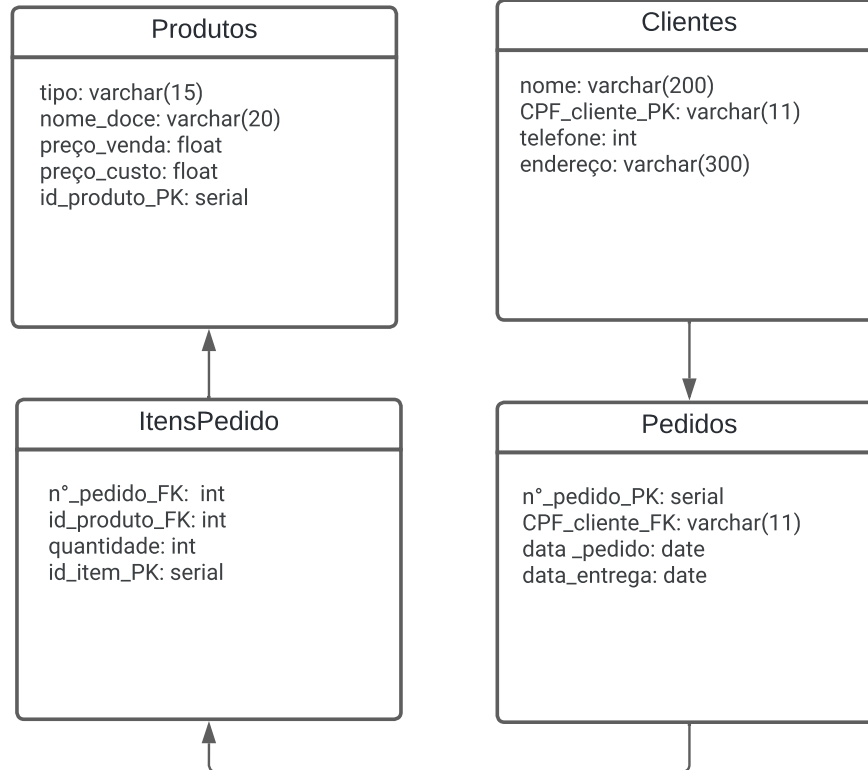 Produtos
tipo: varchar(15)
nome_doce: varchar(20)
preço_venda: float
preço_custo: float
id_produto_PK: serial
Clientes
nome: varchar(200)
CPF_cliente_PK: varchar(11)
telefone: int
endereço: varchar(300)
ItensPedido
n°_pedido_FK:  int
id_produto_FK: int
quantidade: int
id_item_PK: serial
Pedidos
n°_pedido_PK: serial
CPF_cliente_FK: varchar(11)
data _pedido: date
data_entrega: date